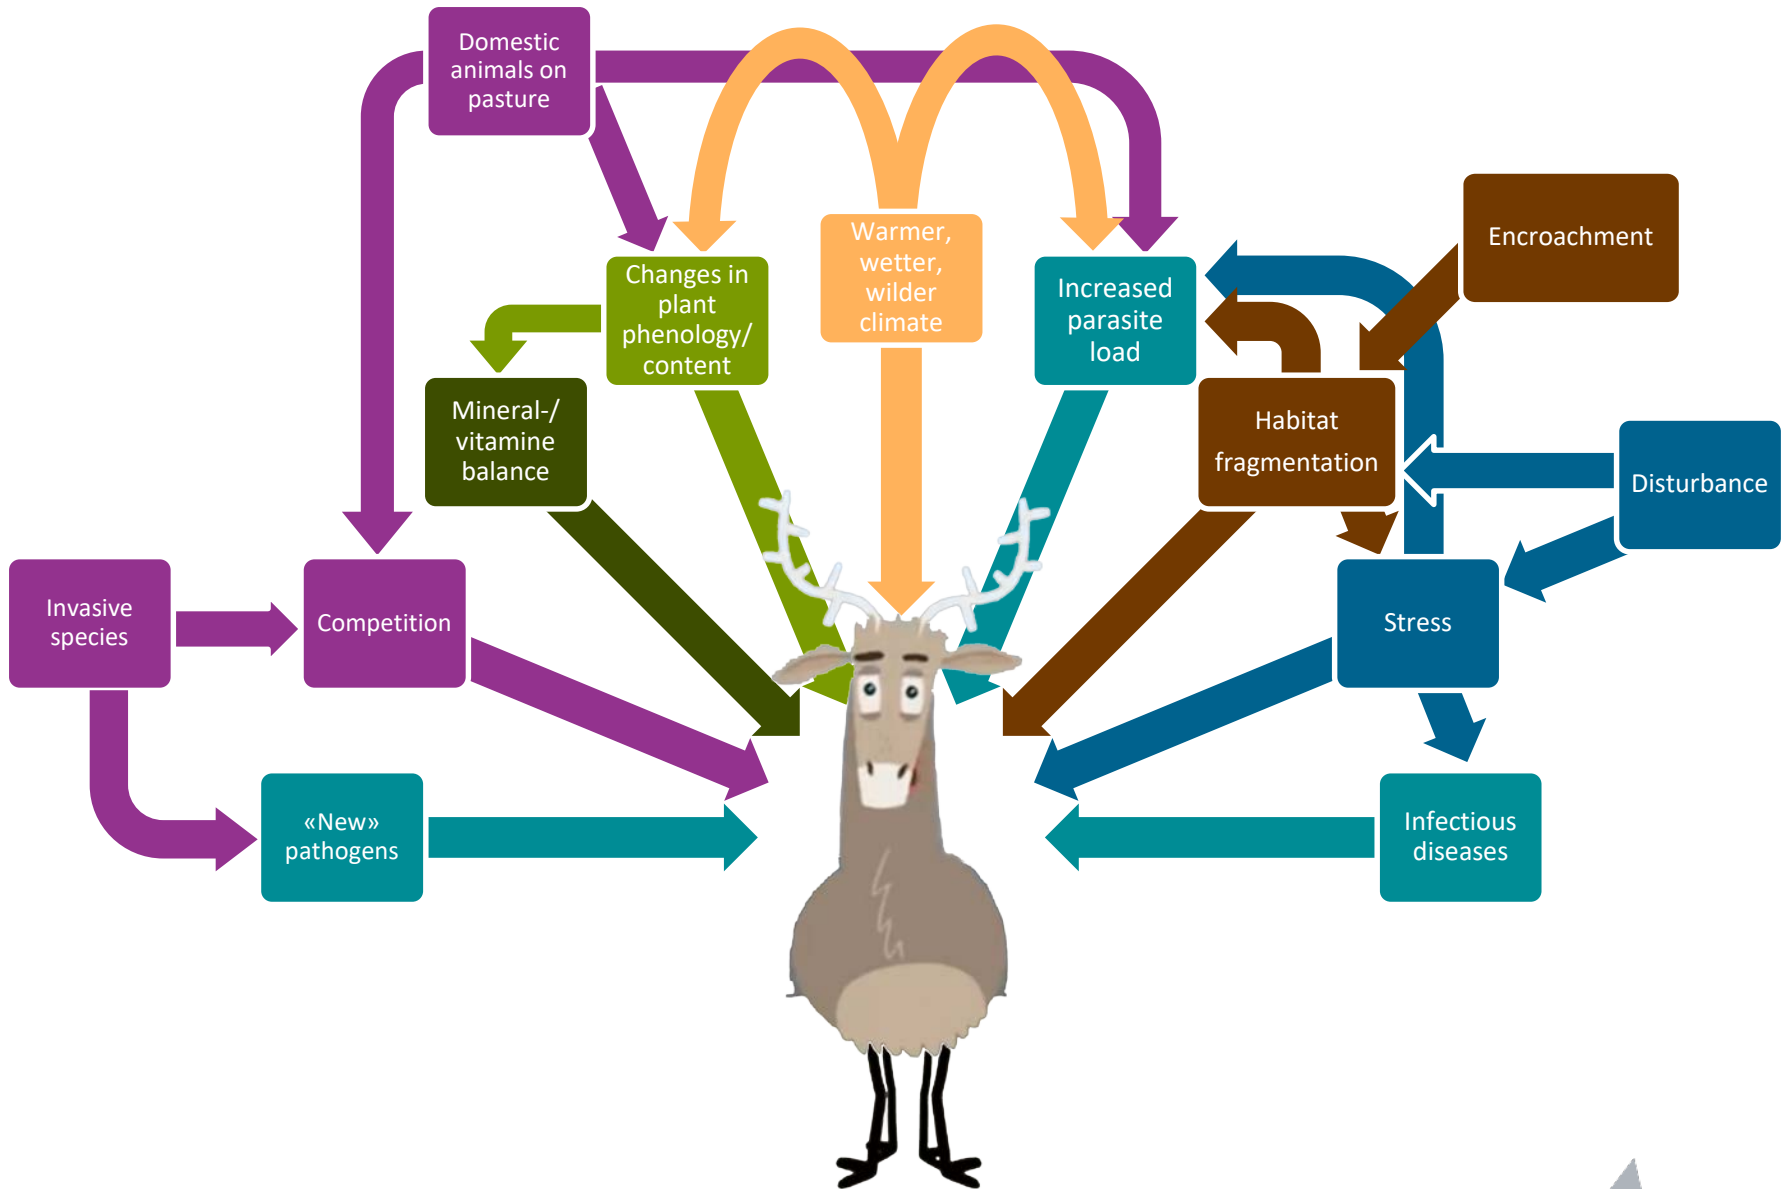 Domestic
animals on
pasture
Warmer,
wetter,
wilder
climate
Encroachment
Changes in
plant
phenology/
content
Increased
parasite
load
Mineral-/
vitamine
balance
Habitat
fragmentation
Disturbance
Invasive
species
Competition
Stress
«New»
pathogens
Infectious
diseases